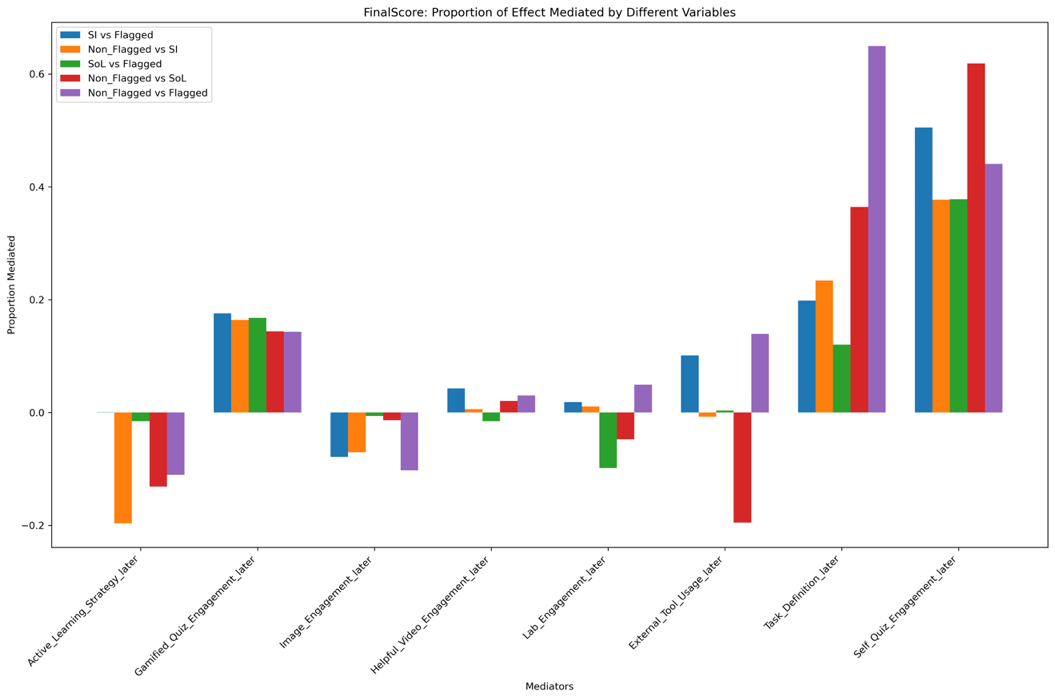 FinalScore: Proportion of Effect Mediated by Different Variables
SI vs Flagged
Non_Flagged vs SI
SoL vs Flagged
Non_Flagged vs SoL
Non_Flagged vs Flagged
Proportion Mediated
0.6
0.4
0.2
0.0
−0.2
Active_Learning_Strategy_later
Gamified_Quiz_Engagement_later
Image_Engagement_later
Helpful_Video_Engagement_later
Lab_Engagement_later
External_Tool_Usage_later
Task_Definition_later
Self_Quiz_Engagement_later
Mediators